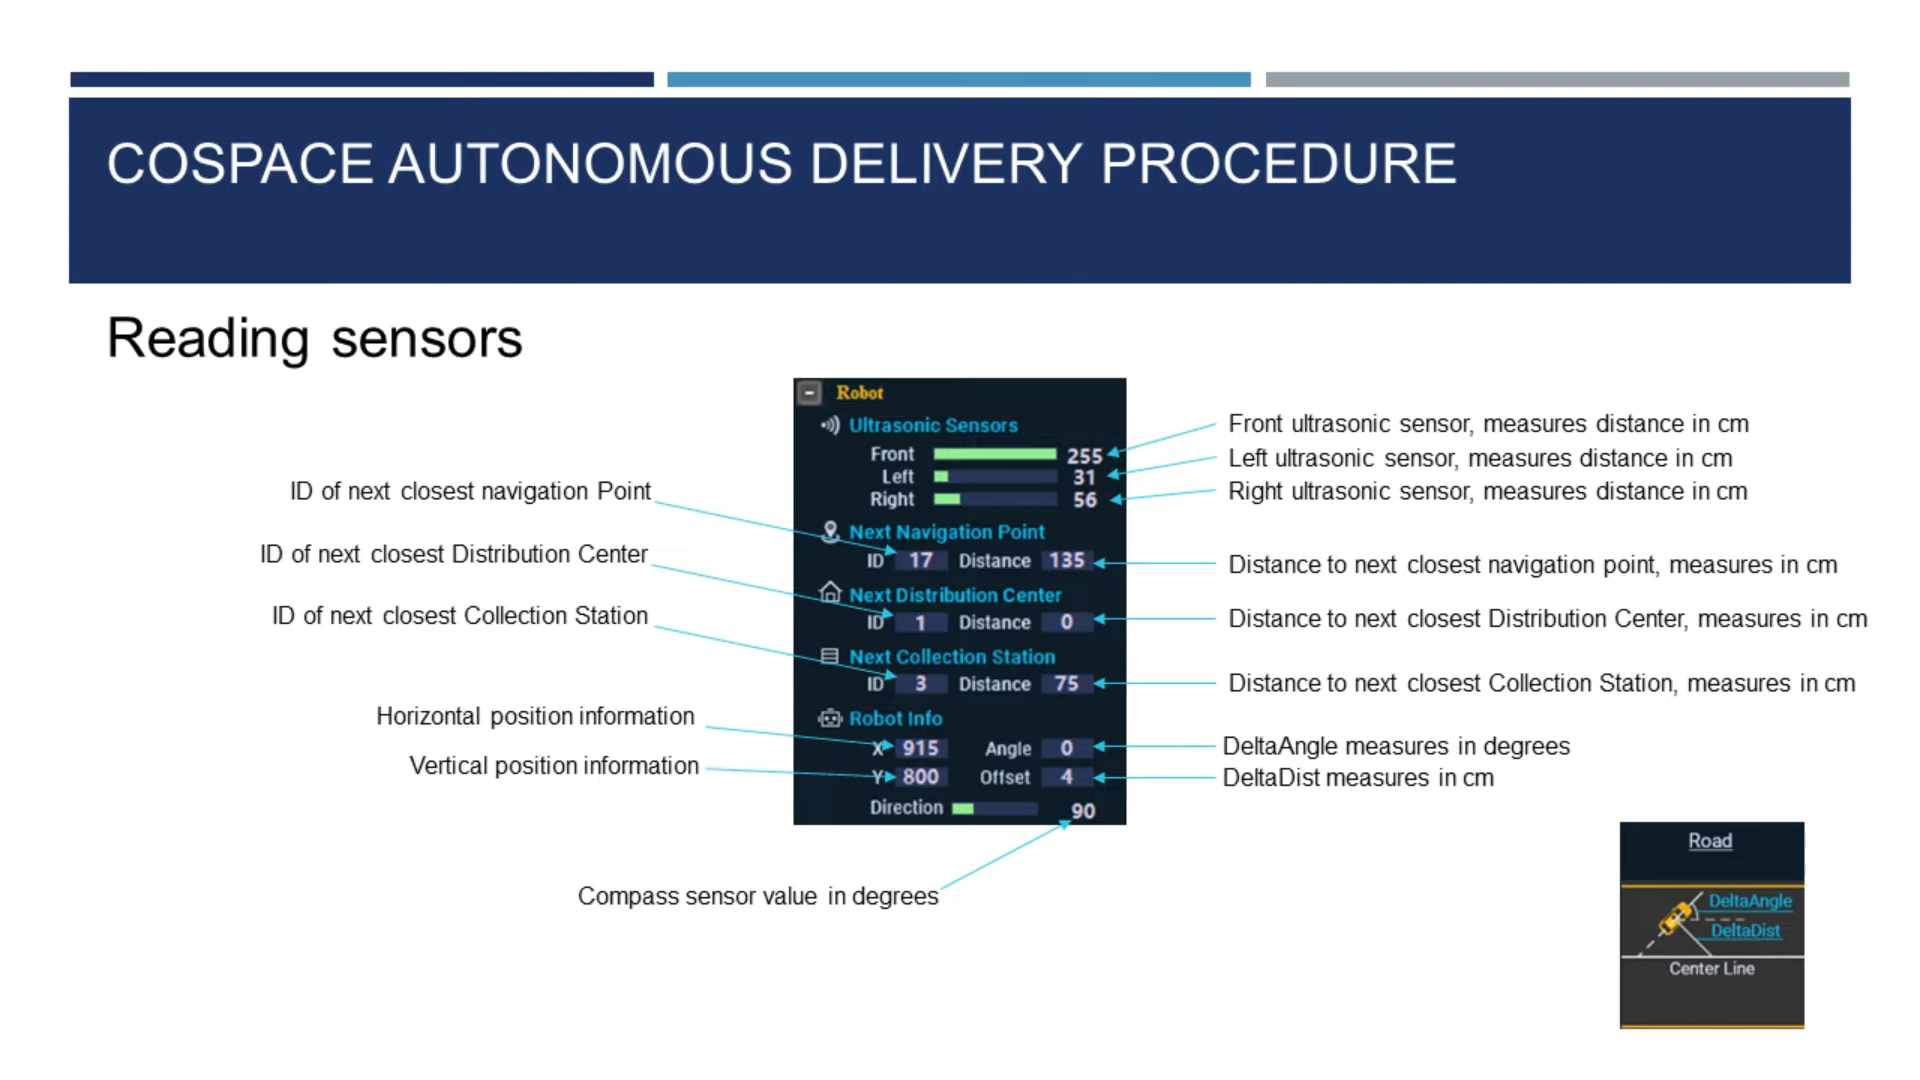 COSPACE AUTONOMOUS DELIVERY PROCEDURE
Reading sensors
Robot
Ultrasonic Sensors
Front 255
Left 31
Right 56
Next Navigation Point
ID 17 Distance 135
Next Distribution Center
ID 1 Distance 0
Next Collection Station
ID 3 Distance 75
Robot Info
X 915 Angle 0
Y 800 Offset 4
Direction 90
ID of next closest navigation Point
ID of next closest Distribution Center
ID of next closest Collection Station
Horizontal position information
Vertical position information
Compass sensor value in degrees
Front ultrasonic sensor, measures distance in cm
Left ultrasonic sensor, measures distance in cm
Right ultrasonic sensor, measures distance in cm
Distance to next closest navigation point, measures in cm
Distance to next closest Distribution Center, measures in cm
Distance to next closest Collection Station, measures in cm
DeltaAngle measures in degrees
DeltaDist measures in cm
Road
DeltaAngle
DeltaDist
Center Line